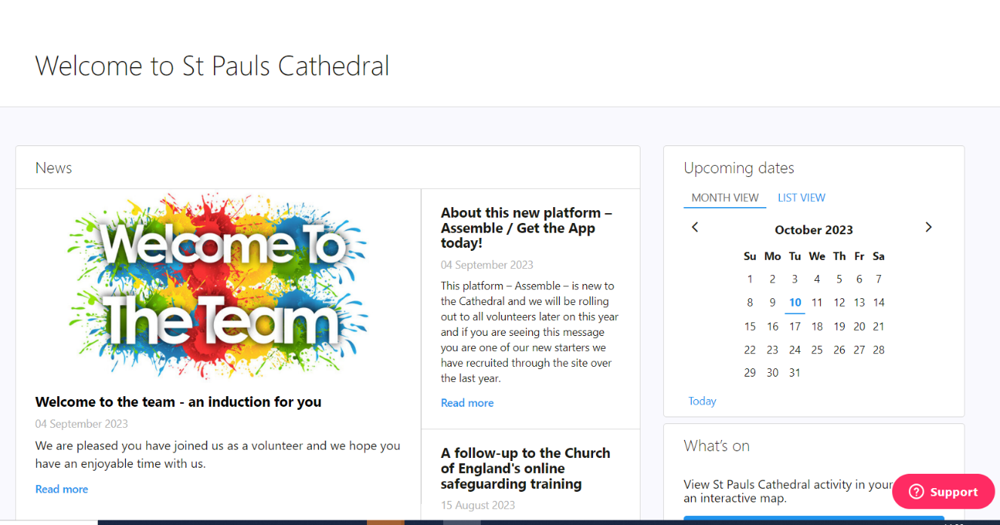 Welcome to St Pauls Cathedral
News
Welcome To
The Team
Welcome to the team - an induction for you
04 September 2023
We are pleased you have joined us as a volunteer and we hope you
have an enjoyable time with us.
Read more
About this new platform –
Assemble / Get the App
today!
04 September 2023
This platform – Assemble – is new to
the Cathedral and we will be rolling
out to all volunteers later on this year
and if you are seeing this message
you are one of our new starters we
have recruited through the site over
the last year.
Read more
A follow-up to the Church
of England's online
safeguarding training
15 August 2023
Upcoming dates
MONTH VIEW LIST VIEW
October 2023
Su Mo Tu We Th Fr Sa
1 2 3 4 5 6 7
8 9 10 11 12 13 14
15 16 17 18 19 20 21
22 23 24 25 26 27 28
29 30 31
Today
What's on
View St Pauls Cathedral activity in your
an interactive map.
Support